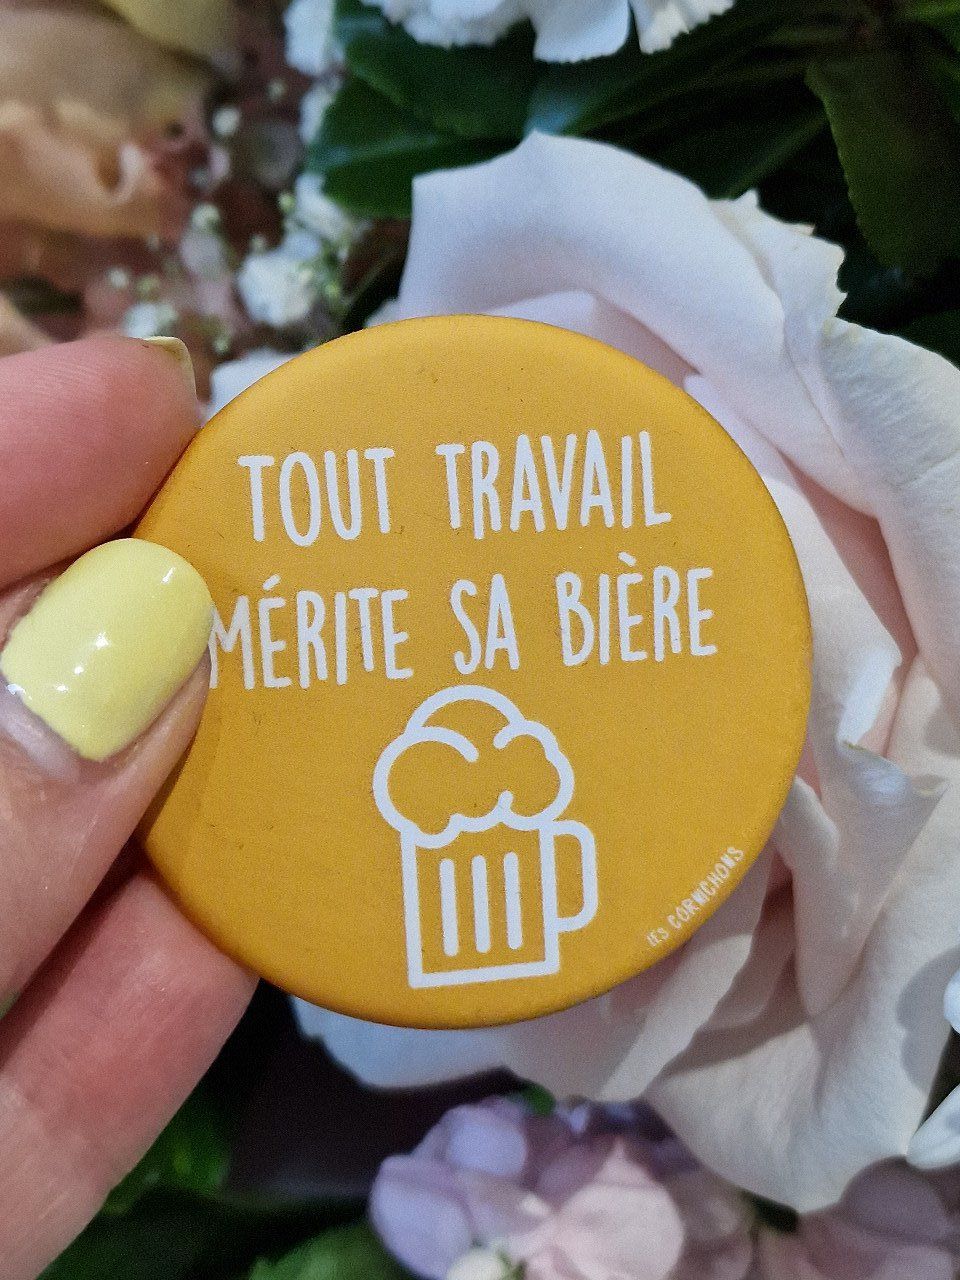 TOUT TRAVAIL
MÉRITE SA BIÈRE
LES CORNICHONS